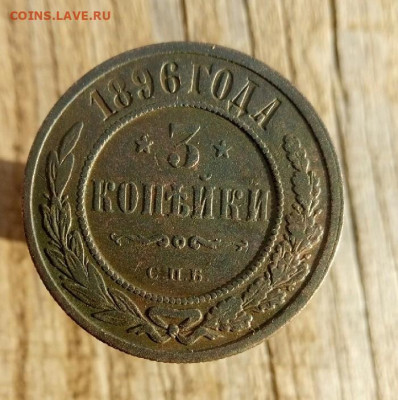 COINS.LAVE.RU
1896 ГОДА
3
КОПѢЙКИ
С.П.Б.